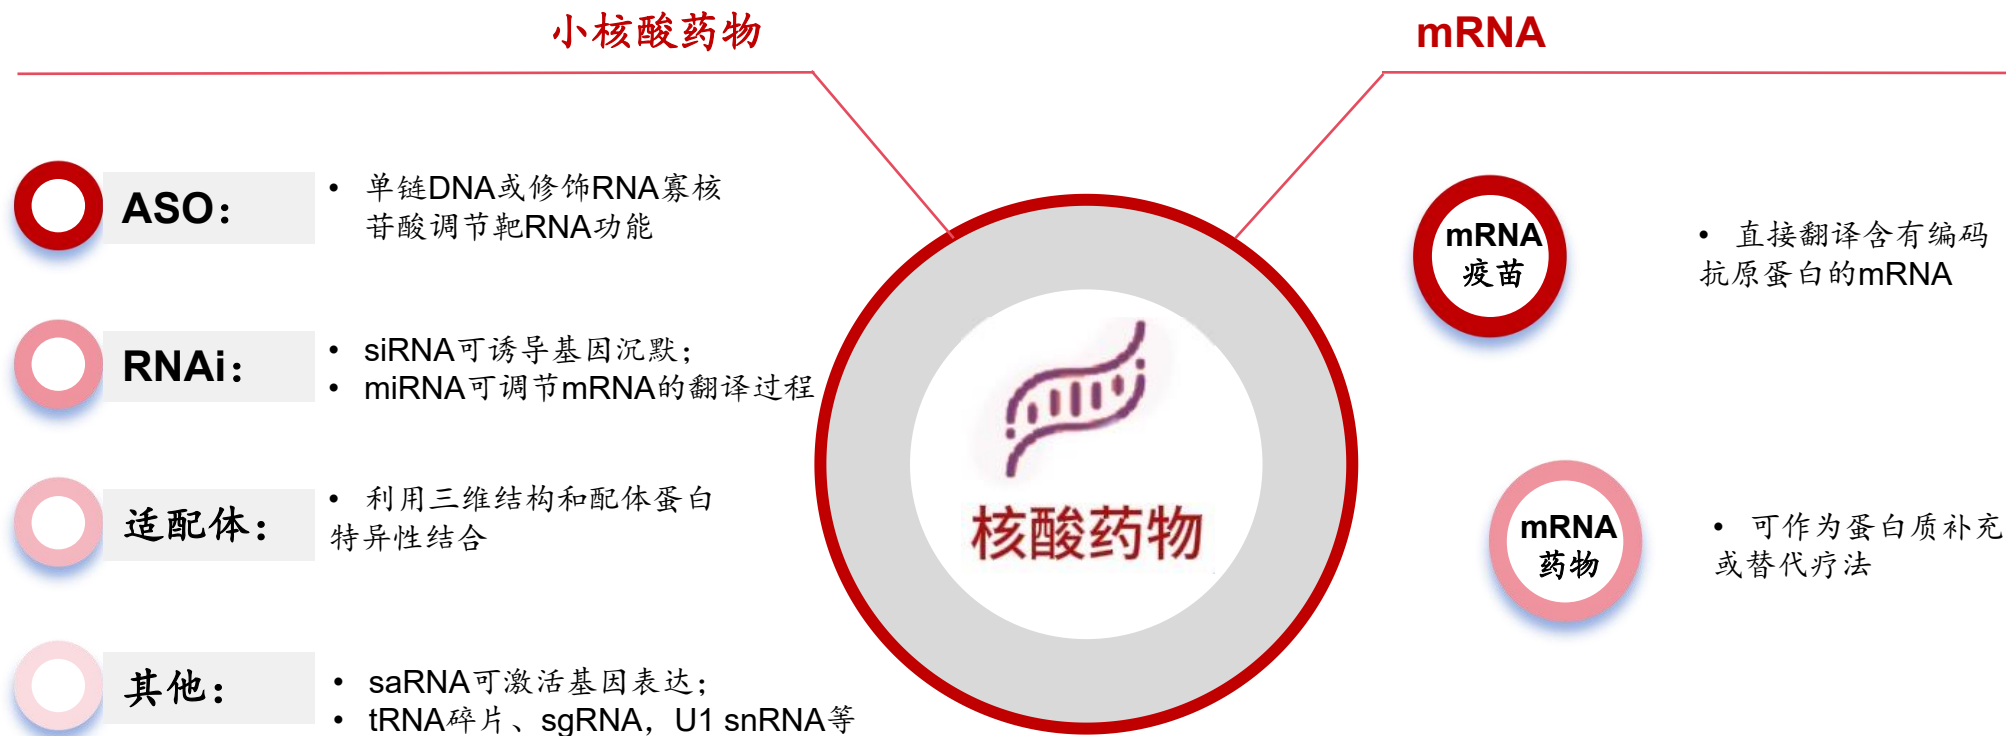 小核酸药物
mRNA
ASO：
• 单链DNA或修饰RNA寡核
苷酸调节靶RNA功能
RNAi：
• siRNA可诱导基因沉默；
• miRNA可调节mRNA的翻译过程
适配体：
• 利用三维结构和配体蛋白
特异性结合
其他：
• saRNA可激活基因表达；
• tRNA碎片、sgRNA，U1 snRNA等
核酸药物
mRNA
疫苗
• 直接翻译含有编码
抗原蛋白的mRNA
mRNA
药物
• 可作为蛋白质补充
或替代疗法